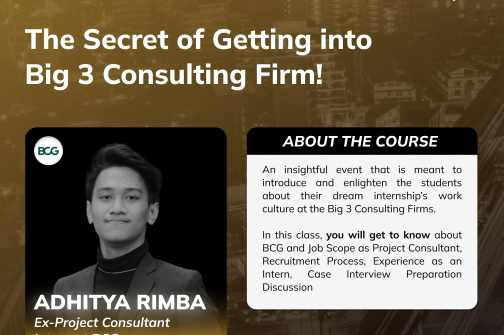 The Secret of Getting into
Big 3 Consulting Firm!
BCG
ADHITYA RIMBA
Ex-Project Consultant
ABOUT THE COURSE
An insightful event that is meant to
introduce and enlighten the students
about their dream internship's work
culture at the Big 3 Consulting Firms.
In this class, you will get to know about
BCG and Job Scope as Project Consultant,
Recruitment Process, Experience as an
Intern, Case Interview Preparation
Discussion